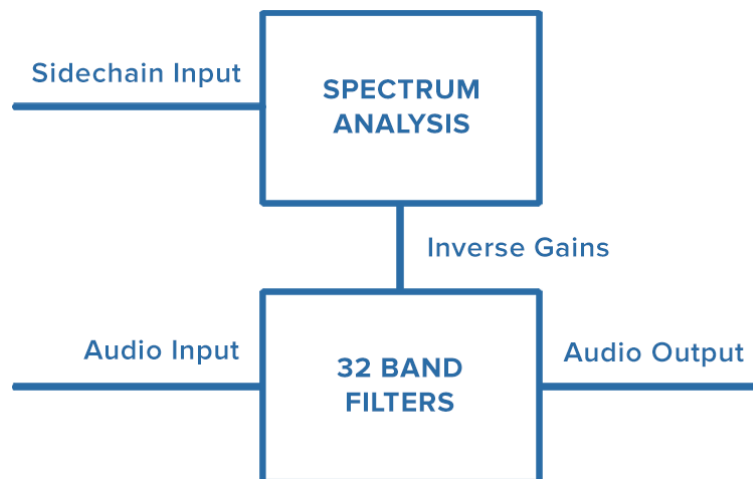 Sidechain Input
SPECTRUM
ANALYSIS
Inverse Gains
Audio Input
32 BAND
FILTERS
Audio Output